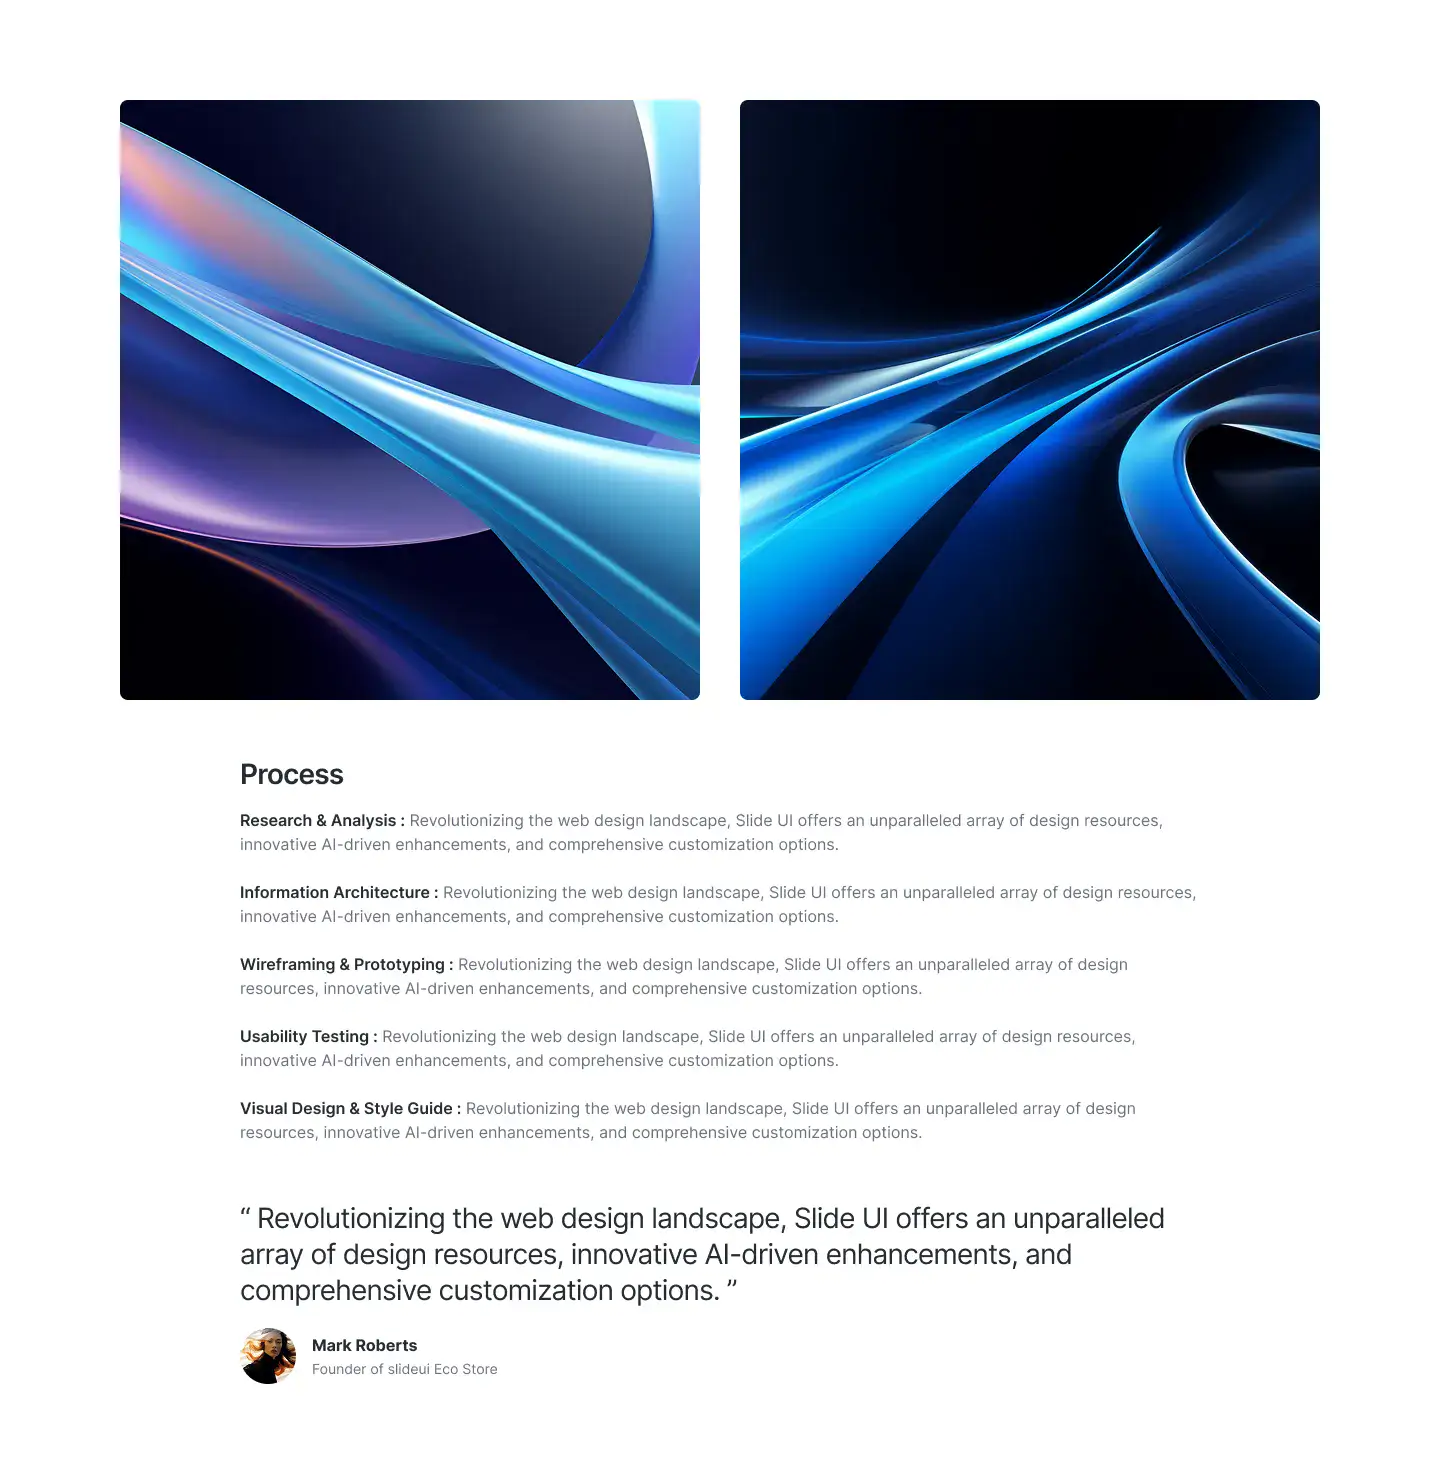 Process
Research & Analysis : Revolutionizing the web design landscape, Slide UI offers an unparalleled array of design resources,
innovative AI-driven enhancements, and comprehensive customization options.
Information Architecture : Revolutionizing the web design landscape, Slide UI offers an unparalleled array of design resources,
innovative AI-driven enhancements, and comprehensive customization options.
Wireframing & Prototyping : Revolutionizing the web design landscape, Slide UI offers an unparalleled array of design
resources, innovative AI-driven enhancements, and comprehensive customization options.
Usability Testing : Revolutionizing the web design landscape, Slide UI offers an unparalleled array of design resources,
innovative AI-driven enhancements, and comprehensive customization options.
Visual Design & Style Guide : Revolutionizing the web design landscape, Slide UI offers an unparalleled array of design
resources, innovative AI-driven enhancements, and comprehensive customization options.
“ Revolutionizing the web design landscape, Slide UI offers an unparalleled
array of design resources, innovative AI-driven enhancements, and
comprehensive customization options. ”
Mark Roberts
Founder of slideui Eco Store